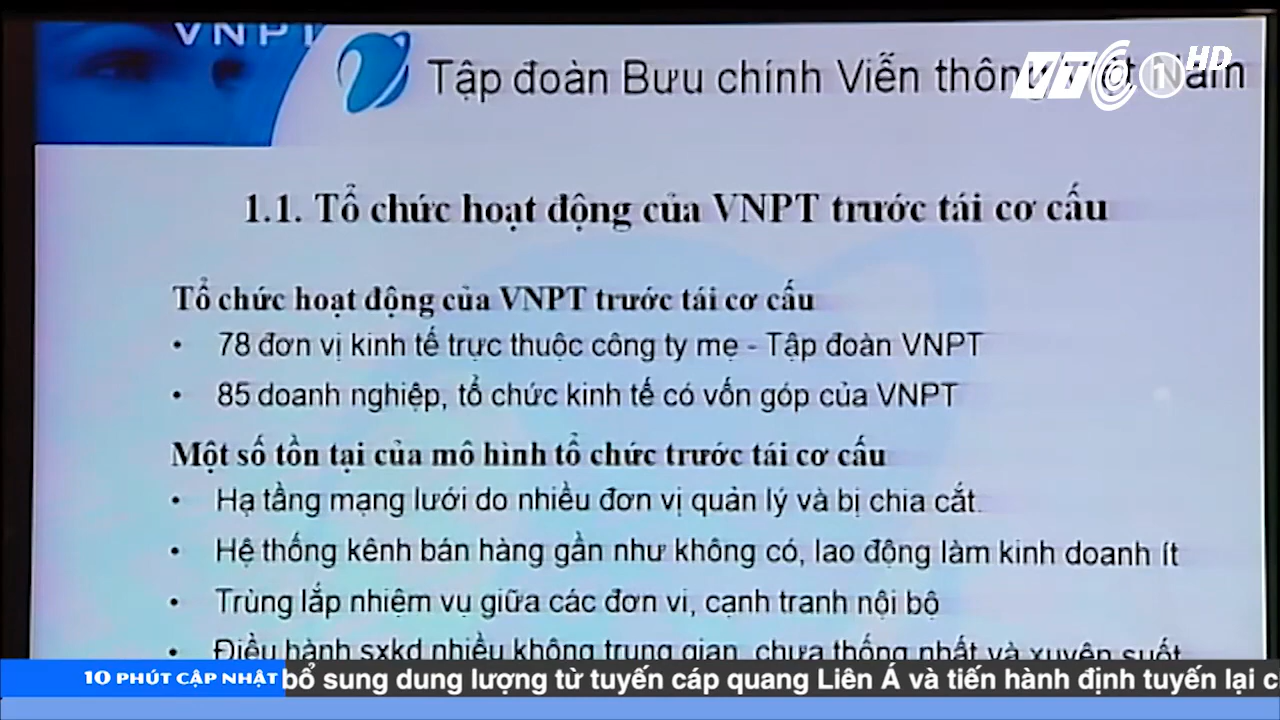 VNPT
Tập đoàn Bưu chính Viễn thông Việt Nam
VTC@1 HD
1.1. Tổ chức hoạt động của VNPT trước tái cơ cấu
Tổ chức hoạt động của VNPT trước tái cơ cấu
• 78 đơn vị kinh tế trực thuộc công ty mẹ - Tập đoàn VNPT
• 85 doanh nghiệp, tổ chức kinh tế có vốn góp của VNPT
Một số tồn tại của mô hình tổ chức trước tái cơ cấu
• Hạ tầng mạng lưới do nhiều đơn vị quản lý và bị chia cắt.
• Hệ thống kênh bán hàng gần như không có, lao động làm kinh doanh ít
• Trùng lắp nhiệm vụ giữa các đơn vi, cạnh tranh nội bộ
• Điều hành sxkd nhiều không trung gian, chưa thống nhất và xuyên suốt
10 PHÚT CẬP NHẬT bổ sung dung lượng từ tuyến cáp quang Liên Á và tiến hành định tuyến lại c